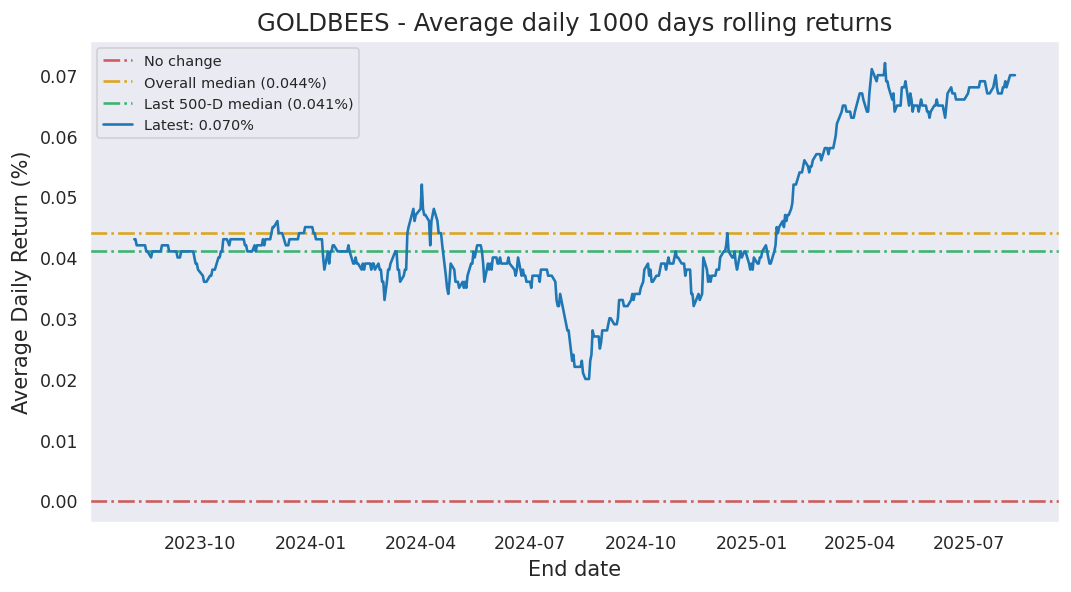 GOLDBEES - Average daily 1000 days rolling returns
No change
Overall median (0.044%)
Last 500-D median (0.041%)
Latest: 0.070%
Average Daily Return (%)
0.07
0.06
0.05
0.04
0.03
0.02
0.01
0.00
2023-10 2024-01 2024-04 2024-07 2024-10 2025-01 2025-04 2025-07
End date